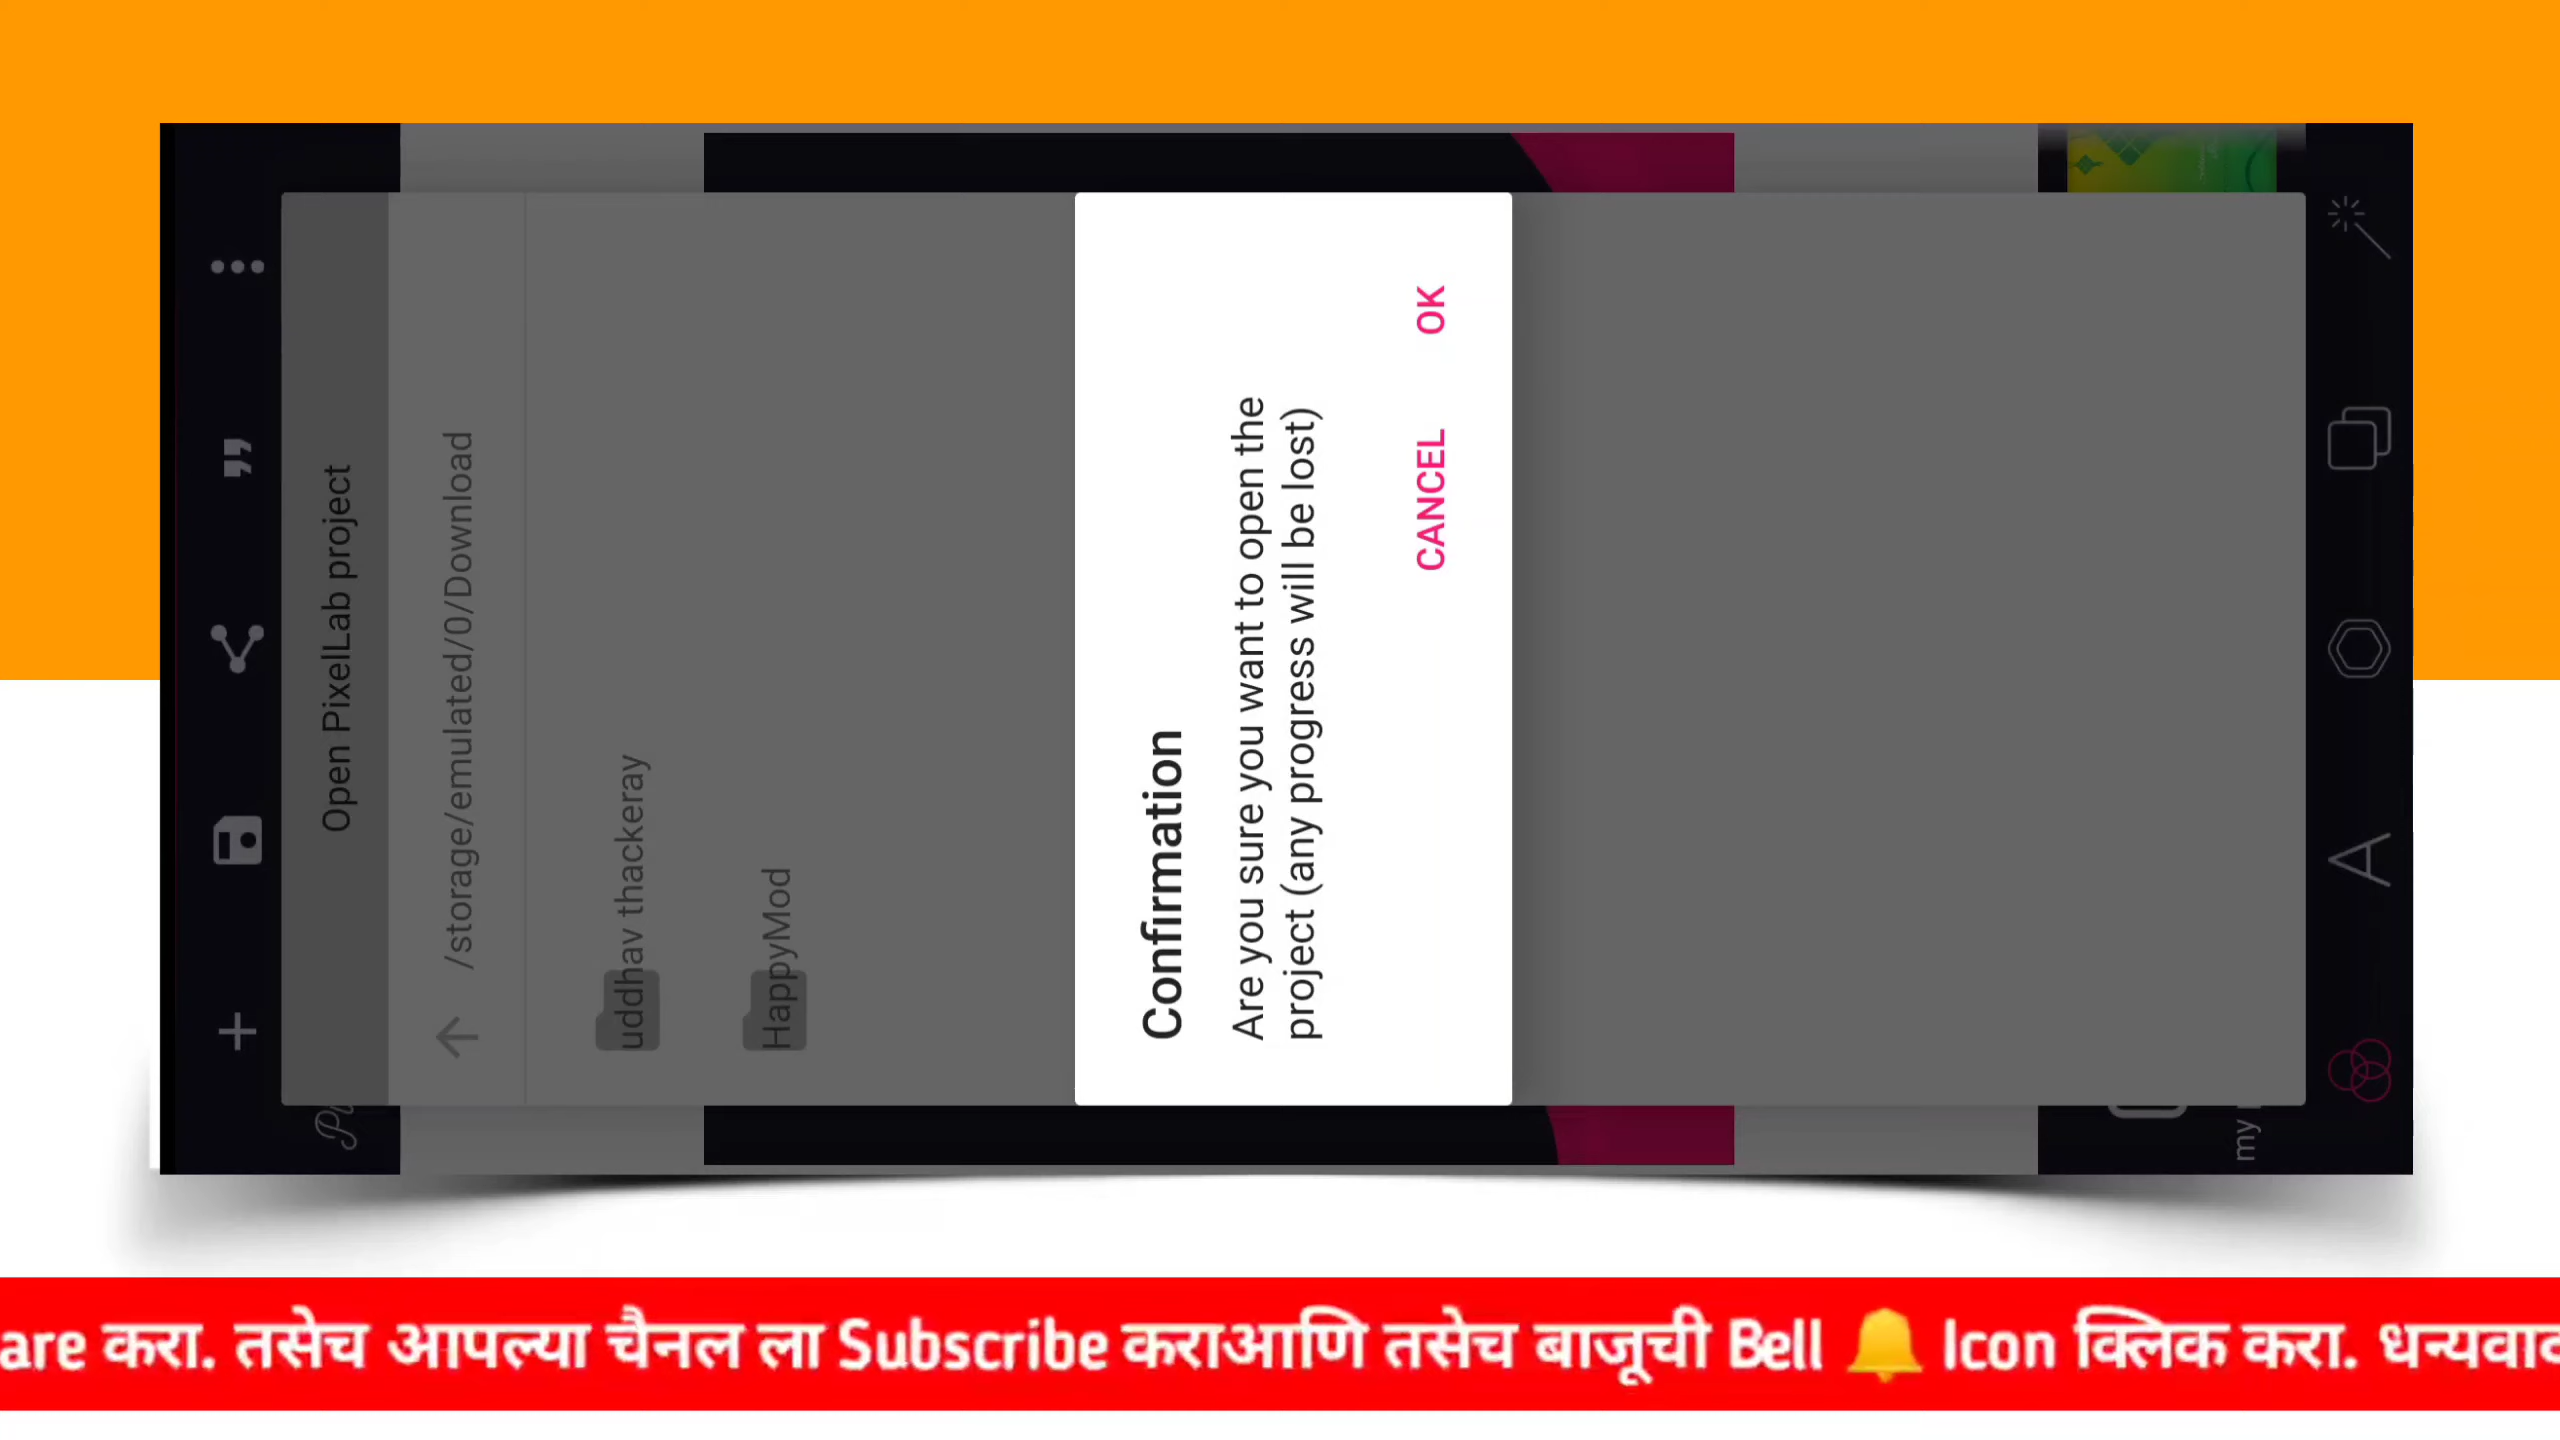 Open PixelLab project
/storage/emulated/0/Download
uddhav thackeray
HappyMod
Confirmation
Are you sure you want to open the
project (any progress will be lost)
CANCEL OK
my
are करा. तसेच आपल्या चैनल ला Subscribe कराआणि तसेच बाजूची Bell 🔔 Icon क्लिक करा. धन्यवाद